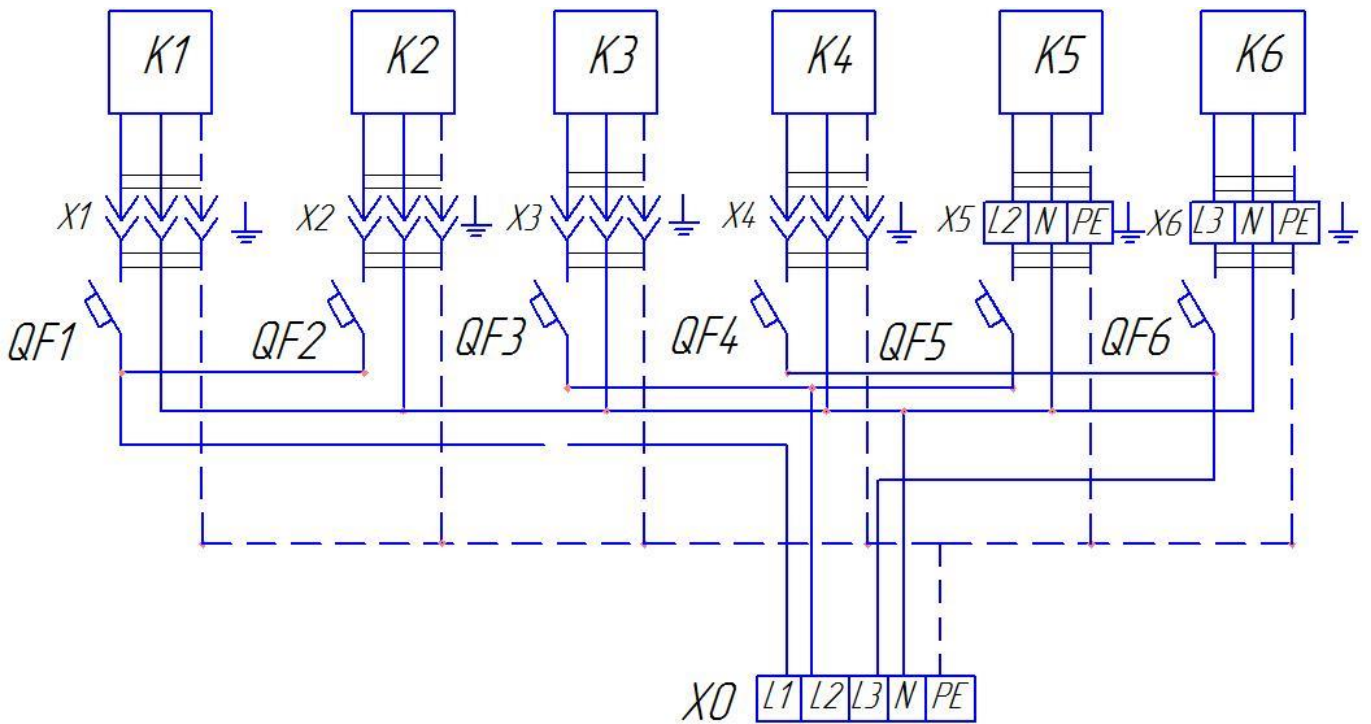 K1 K2 K3 K4 K5 K6
X1 X2 X3 X4 X5 L2 N PE X6 L3 N PE
QF1 QF2 QF3 QF4 QF5 QF6
X0 L1 L2 L3 N PE